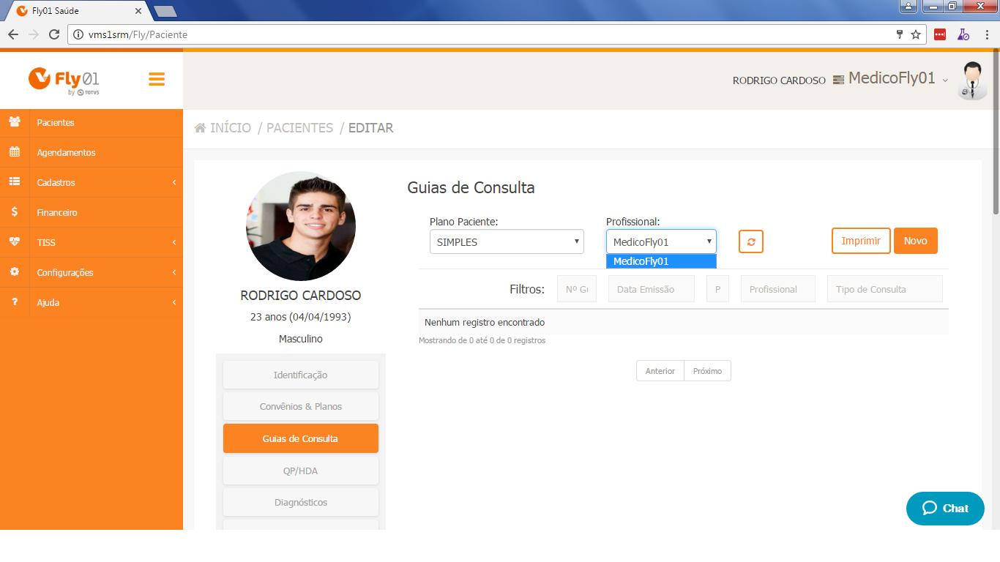 Fly01 Saúde
vms1srm/Fly/Paciente
Fly01
by TOTVS
RODRIGO CARDOSO MedicoFly01
Pacientes
Agendamentos
Cadastros
Financeiro
TISS
Configurações
Ajuda
INÍCIO / PACIENTES / EDITAR
RODRIGO CARDOSO
23 anos (04/04/1993)
Masculino
Identificação
Convênios & Planos
Guias de Consulta
QP/HDA
Diagnósticos
Guias de Consulta
Plano Paciente: Profissional:
SIMPLES MedicoFly01 Imprimir Novo
MedicoFly01
Filtros: Nº Gu Data Emissão P Profissional Tipo de Consulta
Nenhum registro encontrado
Mostrando de 0 até 0 de 0 registros
Anterior Próximo
Chat